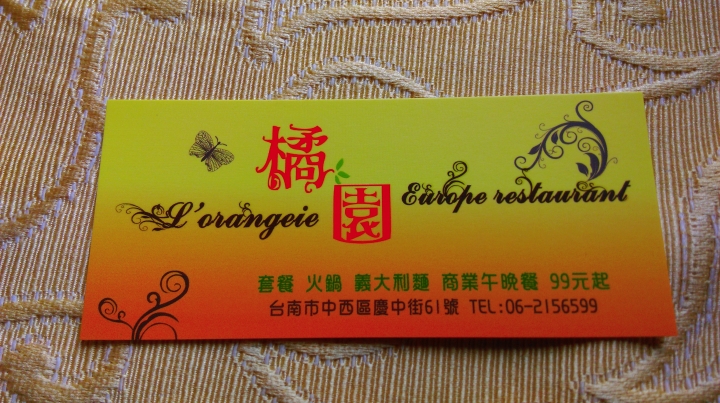 橘園
L'orangeie
Europe restaurant
套餐 火鍋 義大利麵 商業午晚餐 99元起
台南市中西區慶中街61號 TEL:06-2156599